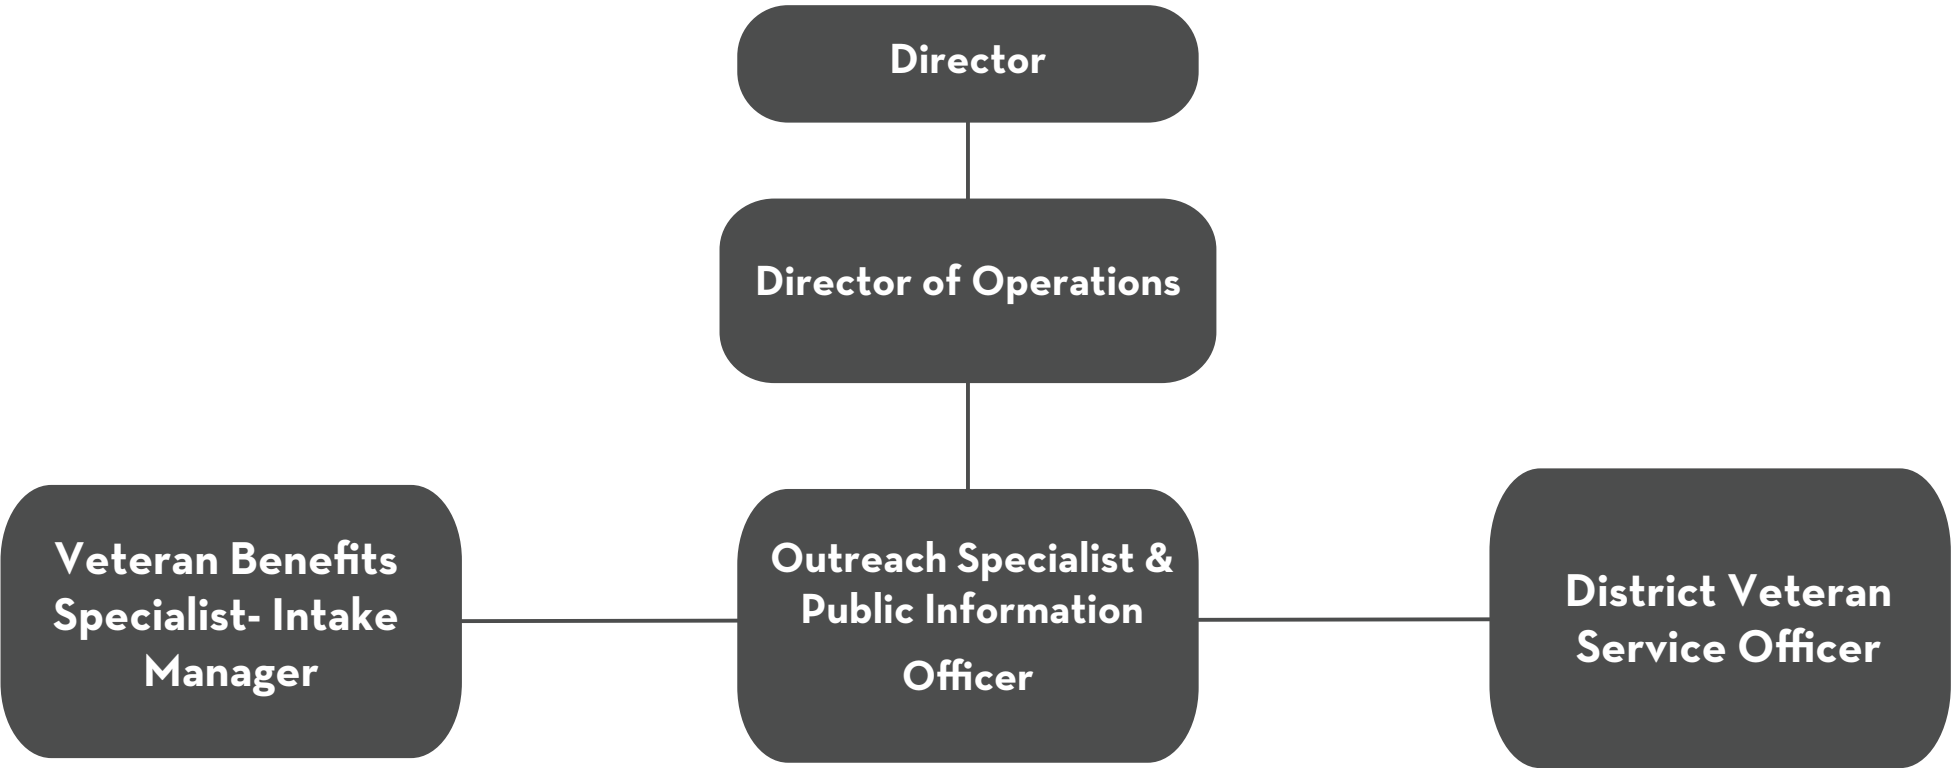 Director
Director of Operations
Veteran Benefits
Specialist- Intake
Manager
Outreach Specialist &
Public Information
Officer
District Veteran
Service Officer